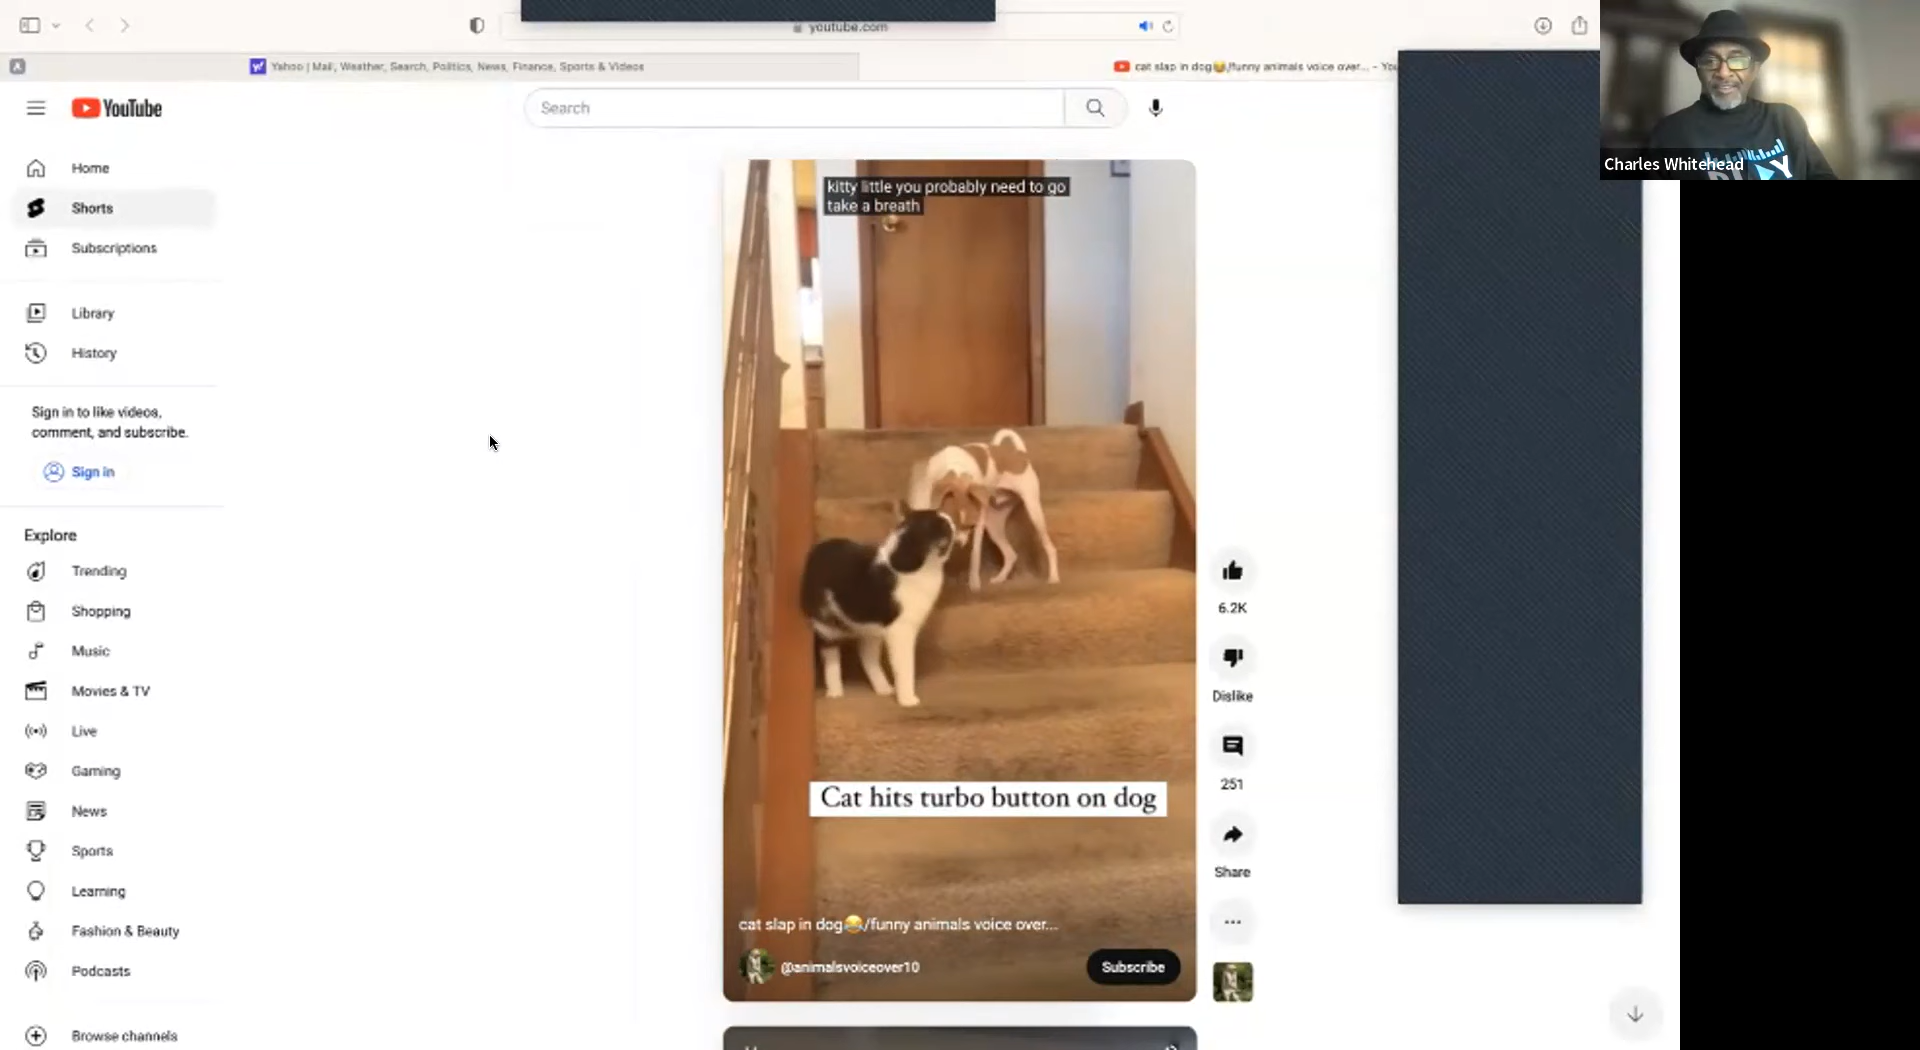 youtube.com
Yahoo | Mail, Weather, Search, Politics, News, Finance, Sports & Videos
cat slap in dog😂/funny animals voice over... - You
YouTube
Search
Charles Whitehead
Home
Shorts
Subscriptions
Library
History
Sign in to like videos,
comment, and subscribe.
Sign in
Explore
Trending
Shopping
Music
Movies & TV
Live
Gaming
News
Sports
Learning
Fashion & Beauty
Podcasts
Browse channels
kitty little you probably need to go
take a breath
Cat hits turbo button on dog
cat slap in dog😂/funny animals voice over...
@animalsvoiceover10
Subscribe
6.2K
Dislike
251
Share